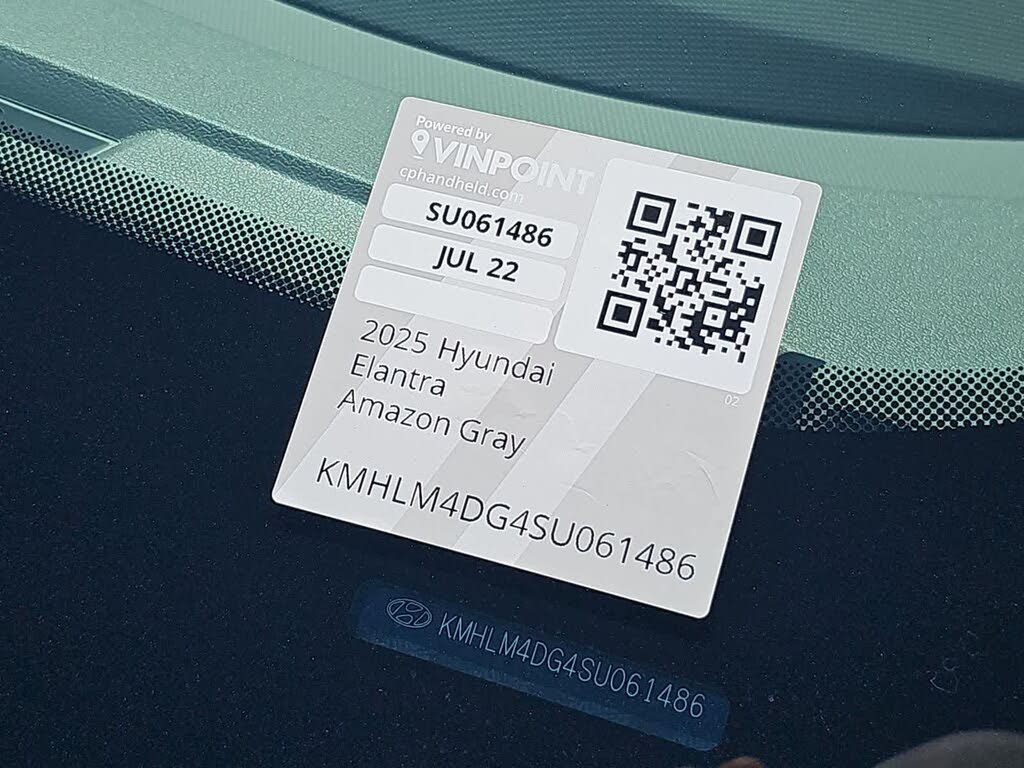 Powered by
VINPOINT
cphandheld.com
SU061486
JUL 22
2025 Hyundai
Elantra
Amazon Gray
KMHLM4DG4SU061486
02
KMHLM4DG4SU061486